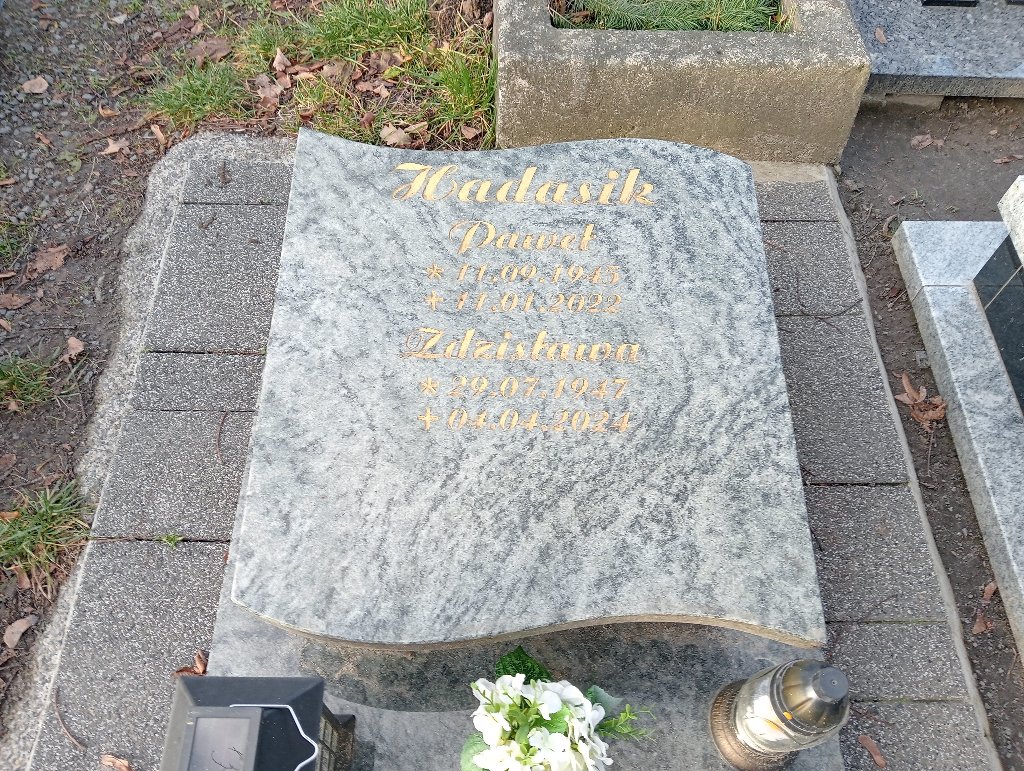 Hadasik
Paweł
* 11.09.1945
+ 11.01.2022
Zdzisława
* 29.07.1947
+ 04.04.2024